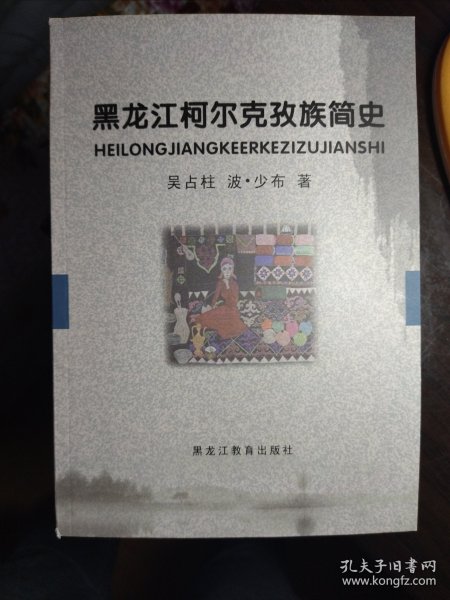 黑龙江柯尔克孜族简史
HEILONGJIANGKEERKEZIZUJIANSHI
吴占柱 波·少布 著
黑龙江教育出版社
孔夫子旧书网
www.kongfz.com